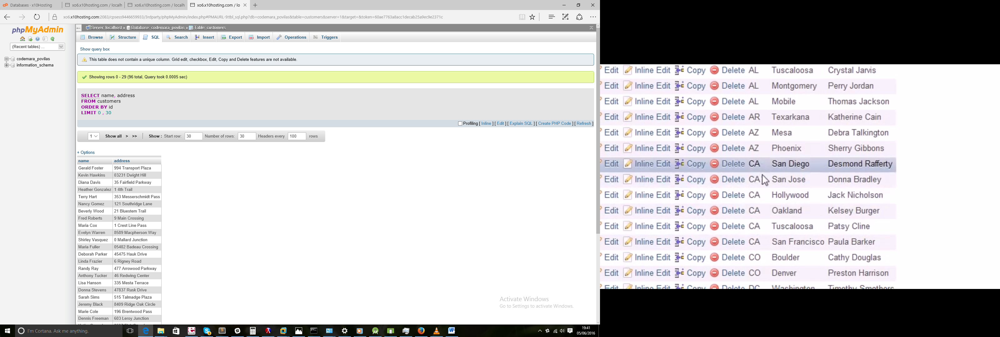 Databases - x10Hosting
xo6.x10hosting.com / localh
xo6.x10hosting.com / localh
xo6.x10hosting.com / lo
xo6.x10hosting.com:2083/cpsess9446659933/3rdparty/phpMyAdmin/index.php#PMAURL-9:tbl_sql.php?db=codemara_povilas&table=customers&server=1&target=&token=60ae7763a8acc1decab25a9ec9e2371c
phpMyAdmin
(Recent tables) ...
codemara_povilas
information_schema
Server: localhost » Database: codemara_povilas » Table: customers
Browse Structure SQL Search Insert Export Import Operations Triggers
Show query box
This table does not contain a unique column. Grid edit, checkbox, Edit, Copy and Delete features are not available.
Showing rows 0 - 29 (96 total, Query took 0.0005 sec)
SELECT name, address
FROM customers
ORDER BY id
LIMIT 0 , 30
Profiling [ Inline ] [ Edit ] [ Explain SQL ] [ Create PHP Code ] [ Refresh ]
1 Show all > >> Show : Start row: 30 Number of rows: 30 Headers every 100 rows
+ Options
name address
Gerald Foster 994 Transport Plaza
Kevin Hawkins 03231 Dwight Hill
Diana Davis 35 Fairfield Parkway
Heather Gonzalez 1 4th Trail
Terry Hart 353 Messerschmidt Pass
Nancy Gomez 121 Southridge Lane
Beverly Wood 21 Bluestem Trail
Fred Roberts 9 Main Crossing
Maria Cox 1 Crest Line Pass
Evelyn Warren 8589 Macpherson Way
Shirley Vasquez 0 Mallard Junction
Maria Fuller 05402 Badeau Crossing
Deborah Parker 45475 Hauk Drive
Linda Frazier 6 Rigney Road
Randy Ray 477 Arrowood Parkway
Anthony Tucker 46 Redwing Center
Lisa Hanson 335 Mesta Terrace
Donna Stevens 47837 Rusk Drive
Sarah Sims 515 Talmadge Plaza
Jeremy Black 8409 Ridge Oak Circle
Marie Cole 196 Brentwood Pass
Dennis Freeman 603 Leroy Junction
Activate Windows
Go to Settings to activate Windows.
I'm Cortana. Ask me anything.
19:41
05/06/2016
Edit Inline Edit Copy Delete AL Tuscaloosa Crystal Jarvis
Edit Inline Edit Copy Delete AL Montgomery Perry Jordan
Edit Inline Edit Copy Delete AL Mobile Thomas Jackson
Edit Inline Edit Copy Delete AR Texarkana Katherine Cain
Edit Inline Edit Copy Delete AZ Mesa Debra Talkington
Edit Inline Edit Copy Delete AZ Phoenix Sherry Gibbons
Edit Inline Edit Copy Delete CA San Diego Desmond Rafferty
Edit Inline Edit Copy Delete CA San Jose Donna Bradley
Edit Inline Edit Copy Delete CA Hollywood Jack Nicholson
Edit Inline Edit Copy Delete CA Oakland Kelsey Burger
Edit Inline Edit Copy Delete CA Tuscaloosa Patsy Cline
Edit Inline Edit Copy Delete CA San Francisco Paula Barker
Edit Inline Edit Copy Delete CO Boulder Cathy Douglas
Edit Inline Edit Copy Delete CO Denver Preston Harrison
Edit Inline Edit Copy Delete DC Washington Timothy Smothers